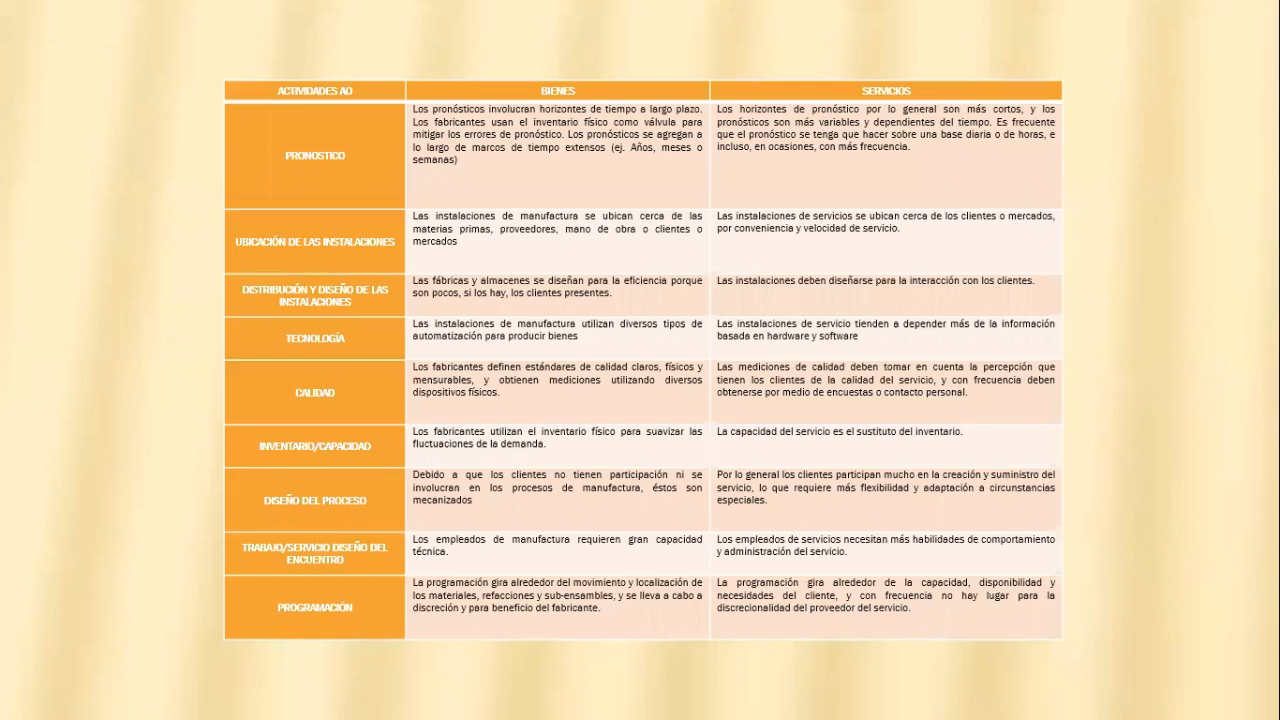 ACTIVIDADES AO
BIENES
SERVICIOS
PRONOSTICO
Los pronósticos involucran horizontes de tiempo a largo plazo.
Los fabricantes usan el inventario físico como válvula para
mitigar los errores de pronóstico. Los pronósticos se agregan a
lo largo de marcos de tiempo extensos (ej. Años, meses o
semanas)
Los horizontes de pronóstico por lo general son más cortos, y los
pronósticos son más variables y dependientes del tiempo. Es frecuente
que el pronóstico se tenga que hacer sobre una base diaria o de horas, e
incluso, en ocasiones, con más frecuencia.
UBICACIÓN DE LAS INSTALACIONES
Las instalaciones de manufactura se ubican cerca de las
materias primas, proveedores, mano de obra o clientes o
mercados
Las instalaciones de servicios se ubican cerca de los clientes o mercados,
por conveniencia y velocidad de servicio.
DISTRIBUCIÓN Y DISEÑO DE LAS
INSTALACIONES
Las fábricas y almacenes se diseñan para la eficiencia porque
son pocos, si los hay, los clientes presentes.
Las instalaciones deben diseñarse para la interacción con los clientes.
TECNOLOGÍA
Las instalaciones de manufactura utilizan diversos tipos de
automatización para producir bienes
Las instalaciones de servicio tienden a depender más de la información
basada en hardware y software
CALIDAD
Los fabricantes definen estándares de calidad claros, físicos y
mensurables, y obtienen mediciones utilizando diversos
dispositivos físicos.
Las mediciones de calidad deben tomar en cuenta la percepción que
tienen los clientes de la calidad del servicio, y con frecuencia deben
obtenerse por medio de encuestas o contacto personal.
INVENTARIO/CAPACIDAD
Los fabricantes utilizan el inventario físico para suavizar las
fluctuaciones de la demanda.
La capacidad del servicio es el sustituto del inventario.
DISEÑO DEL PROCESO
Debido a que los clientes no tienen participación ni se
involucran en los procesos de manufactura, éstos son
mecanizados
Por lo general los clientes participan mucho en la creación y suministro del
servicio, lo que requiere más flexibilidad y adaptación a circunstancias
especiales.
TRABAJO/SERVICIO DISEÑO DEL
ENCUENTRO
Los empleados de manufactura requieren gran capacidad
técnica.
Los empleados de servicios necesitan más habilidades de comportamiento
y administración del servicio.
PROGRAMACIÓN
La programación gira alrededor del movimiento y localización de
los materiales, refacciones y sub-ensambles, y se lleva a cabo a
discreción y para beneficio del fabricante.
La programación gira alrededor de la capacidad, disponibilidad y
necesidades del cliente, y con frecuencia no hay lugar para la
discrecionalidad del proveedor del servicio.